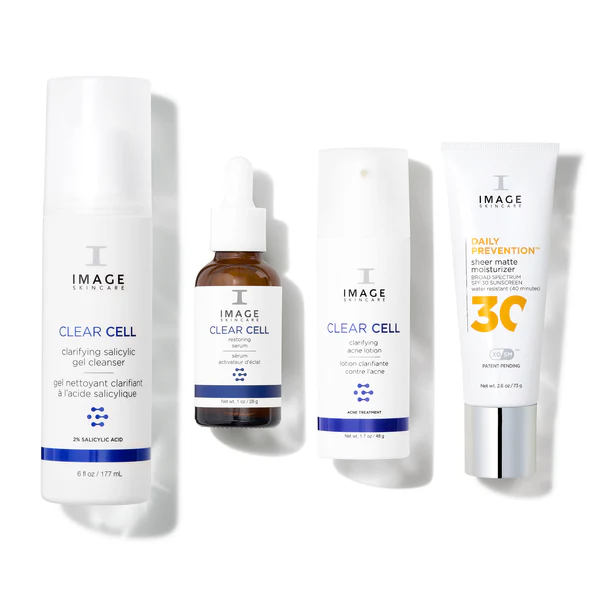 I
IMAGE
SKINCARE
CLEAR CELL
clarifying salicylic
gel cleanser
gel nettoyant clarifiant
à l'acide salicylique
2% SALICYLIC ACID
6 fl oz / 177 mL
I
IMAGE
SKINCARE
CLEAR CELL
restoring
serum
sérum
activateur d'éclat
Net wt. 1 oz / 28 g
I
IMAGE
SKINCARE
CLEAR CELL
clarifying
acne lotion
lotion clarifiante
contre l'acne
ACNE TREATMENT
Net wt. 1.7 oz / 48 g
I
IMAGE
SKINCARE
DAILY
PREVENTION™
sheer matte
moisturizer
BROAD SPECTRUM
SPF 30 SUNSCREEN
water resistant (40 minutes)
30
PATENT-PENDING
Net wt. 2.6 oz / 73 g